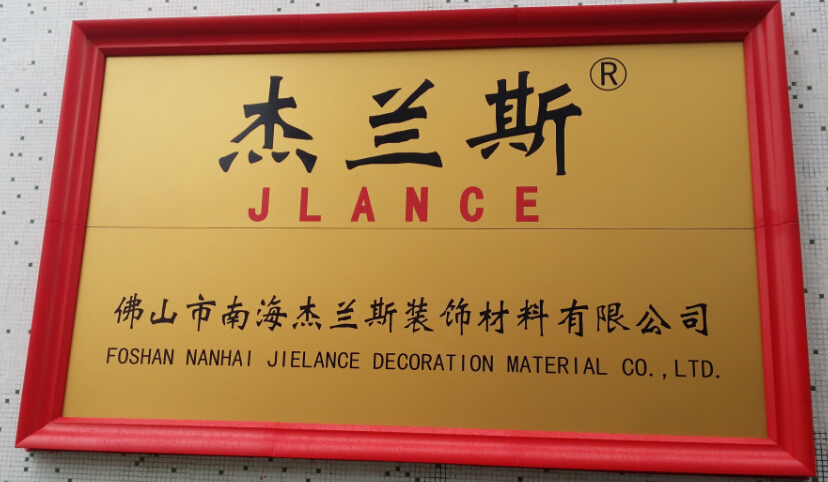 杰兰斯®
JLANCE
佛山市南海杰兰斯装饰材料有限公司
FOSHAN NANHAI JIELANCE DECORATION MATERIAL CO.,LTD.